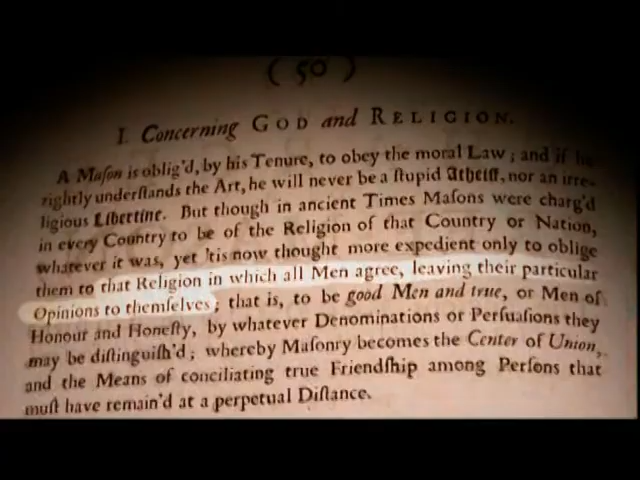 ( 50 )
I. Concerning GOD and RELIGION.
A Maſon is oblig'd, by his Tenure, to obey the moral Law; and if he
rightly underſtands the Art, he will never be a ſtupid Atheiſt, nor an irre-
ligious Libertine. But though in ancient Times Maſons were charg'd
in every Country to be of the Religion of that Country or Nation,
whatever it was, yet 'tis now thought more expedient only to oblige
them to that Religion in which all Men agree, leaving their particular
Opinions to themſelves; that is, to be good Men and true, or Men of
Honour and Honeſty, by whatever Denominations or Perſuaſions they
may be diſtinguiſh'd; whereby Maſonry becomes the Center of Union,
and the Means of conciliating true Friendſhip among Perſons that
muſt have remain'd at a perpetual Diſtance.